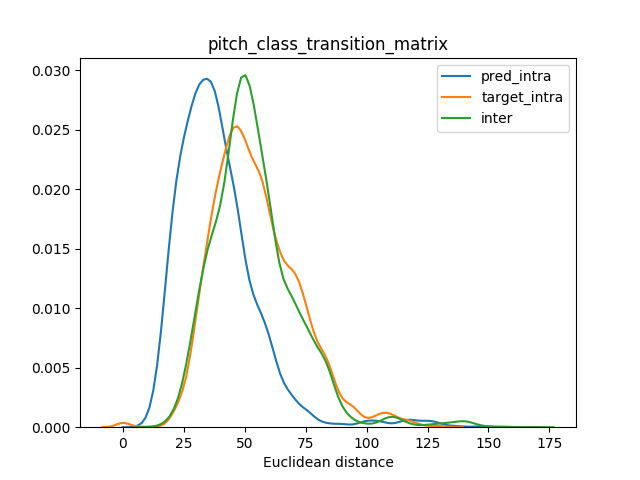 pitch_class_transition_matrix
0.030
0.025
0.020
0.015
0.010
0.005
0.000
pred_intra
target_intra
inter
0 25 50 75 100 125 150 175
Euclidean distance